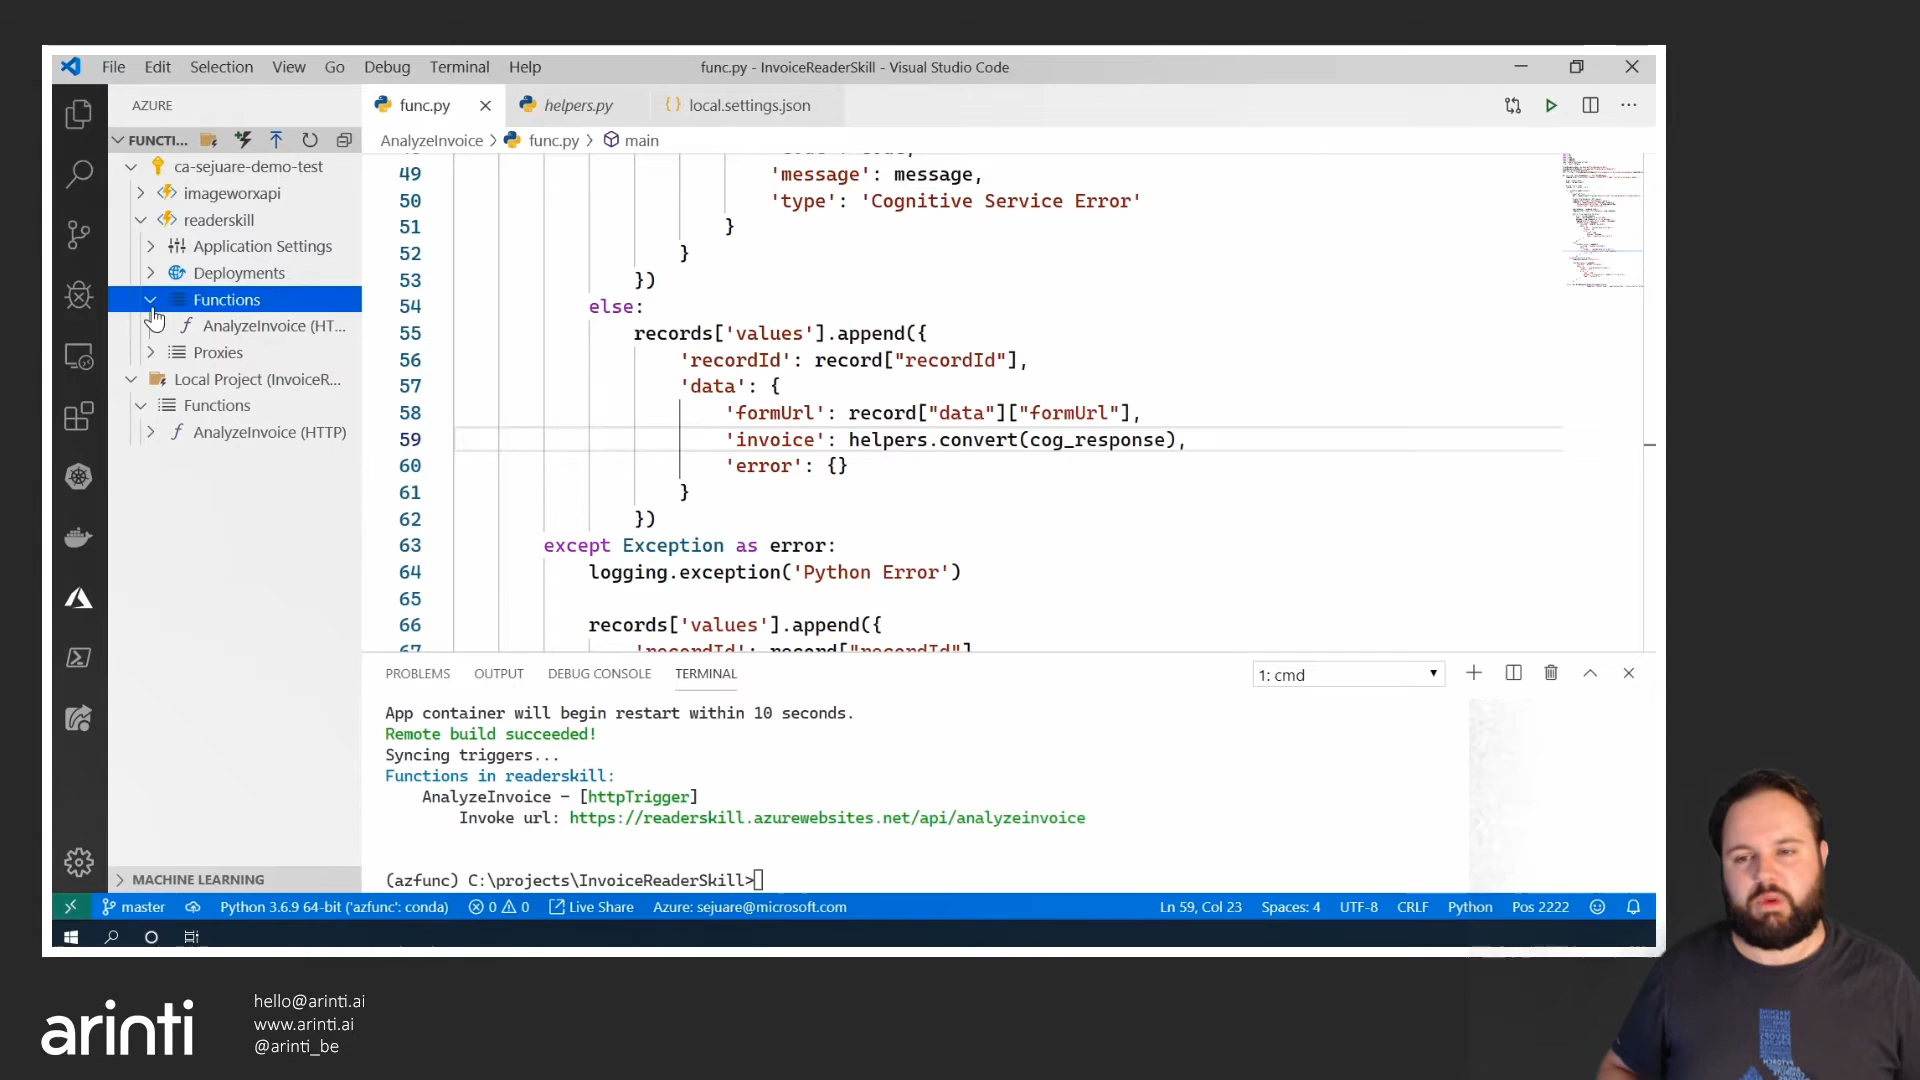 File Edit Selection View Go Debug Terminal Help func.py - InvoiceReaderSkill - Visual Studio Code
AZURE
func.py helpers.py {} local.settings.json
FUNCTI...
AnalyzeInvoice > func.py > main
ca-sejuare-demo-test
imageworxapi
readerskill
Application Settings
Deployments
Functions
AnalyzeInvoice (HT...
Proxies
Local Project (InvoiceR...
Functions
AnalyzeInvoice (HTTP)
49 'message': message,
50 'type': 'Cognitive Service Error'
51 }
52 }
53 })
54 else:
55 records['values'].append({
56 'recordId': record["recordId"],
57 'data': {
58 'formUrl': record["data"]["formUrl"],
59 'invoice': helpers.convert(cog_response),
60 'error': {}
61 }
62 })
63 except Exception as error:
64 logging.exception('Python Error')
65
66 records['values'].append({
67 'recordId': record["recordId"]
PROBLEMS OUTPUT DEBUG CONSOLE TERMINAL 1: cmd
App container will begin restart within 10 seconds.
Remote build succeeded!
Syncing triggers...
Functions in readerskill:
AnalyzeInvoice - [httpTrigger]
Invoke url: https://readerskill.azurewebsites.net/api/analyzeinvoice
(azfunc) C:\projects\InvoiceReaderSkill>
MACHINE LEARNING
master Python 3.6.9 64-bit ('azfunc': conda) 0 0 Live Share Azure: sejuare@microsoft.com Ln 59, Col 23 Spaces: 4 UTF-8 CRLF Python Pos 2222
arinti
hello@arinti.ai
www.arinti.ai
@arinti_be